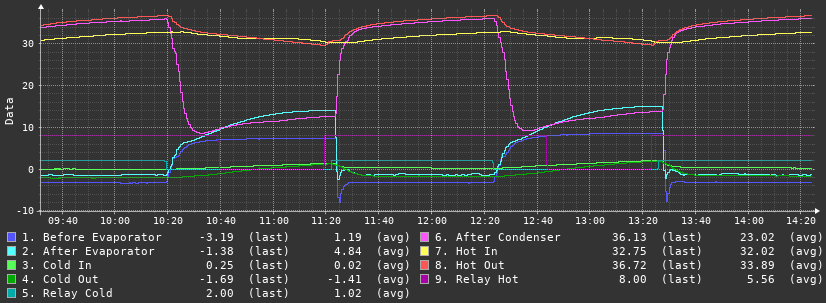 Data
30
20
10
0
-10
09:40 10:00 10:20 10:40 11:00 11:20 11:40 12:00 12:20 12:40 13:00 13:20 13:40 14:00 14:20
1. Before Evaporator -3.19 (last) 1.19 (avg) 6. After Condenser 36.13 (last) 23.02 (avg)
2. After Evaporator -1.38 (last) 4.84 (avg) 7. Hot In 32.75 (last) 32.02 (avg)
3. Cold In 0.25 (last) 0.02 (avg) 8. Hot Out 36.72 (last) 33.89 (avg)
4. Cold Out -1.69 (last) -1.41 (avg) 9. Relay Hot 8.00 (last) 5.56 (avg)
5. Relay Cold 2.00 (last) 1.02 (avg)